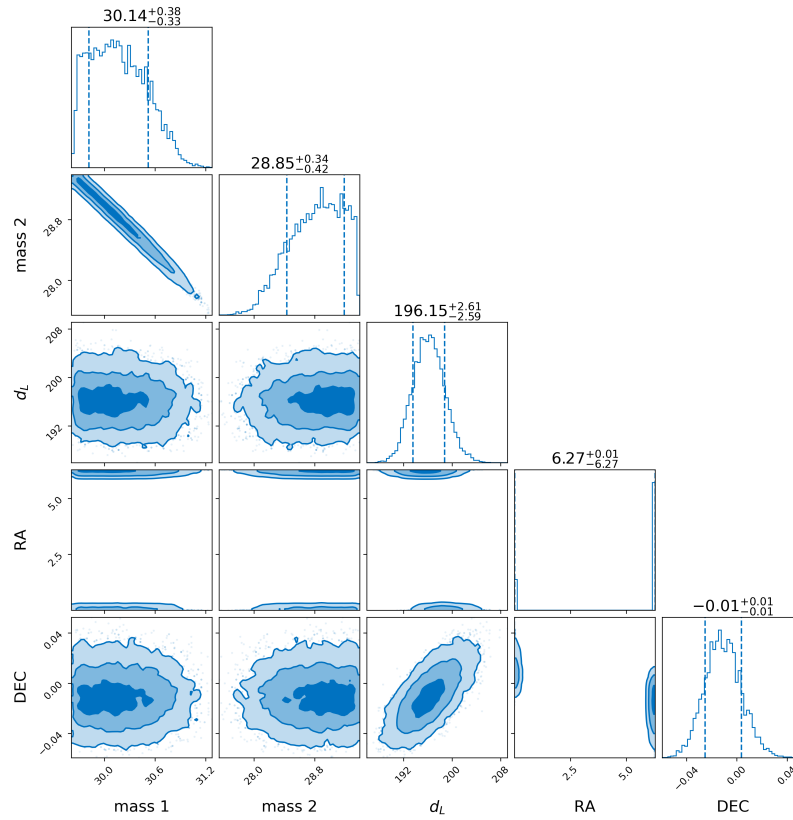 30.14+0.38−0.33
28.85+0.34−0.42
mass 2
28.8
28.0
196.15+2.61−2.59
d_L
208
200
192
6.27+0.01−6.27
RA
5.0
2.5
−0.01+0.01−0.01
DEC
0.04
0.00
−0.04
30.0 30.6 31.2
28.0 28.8
192 200 208
2.5 5.0
−0.04 0.00 0.04
mass 1 mass 2 d_L RA DEC